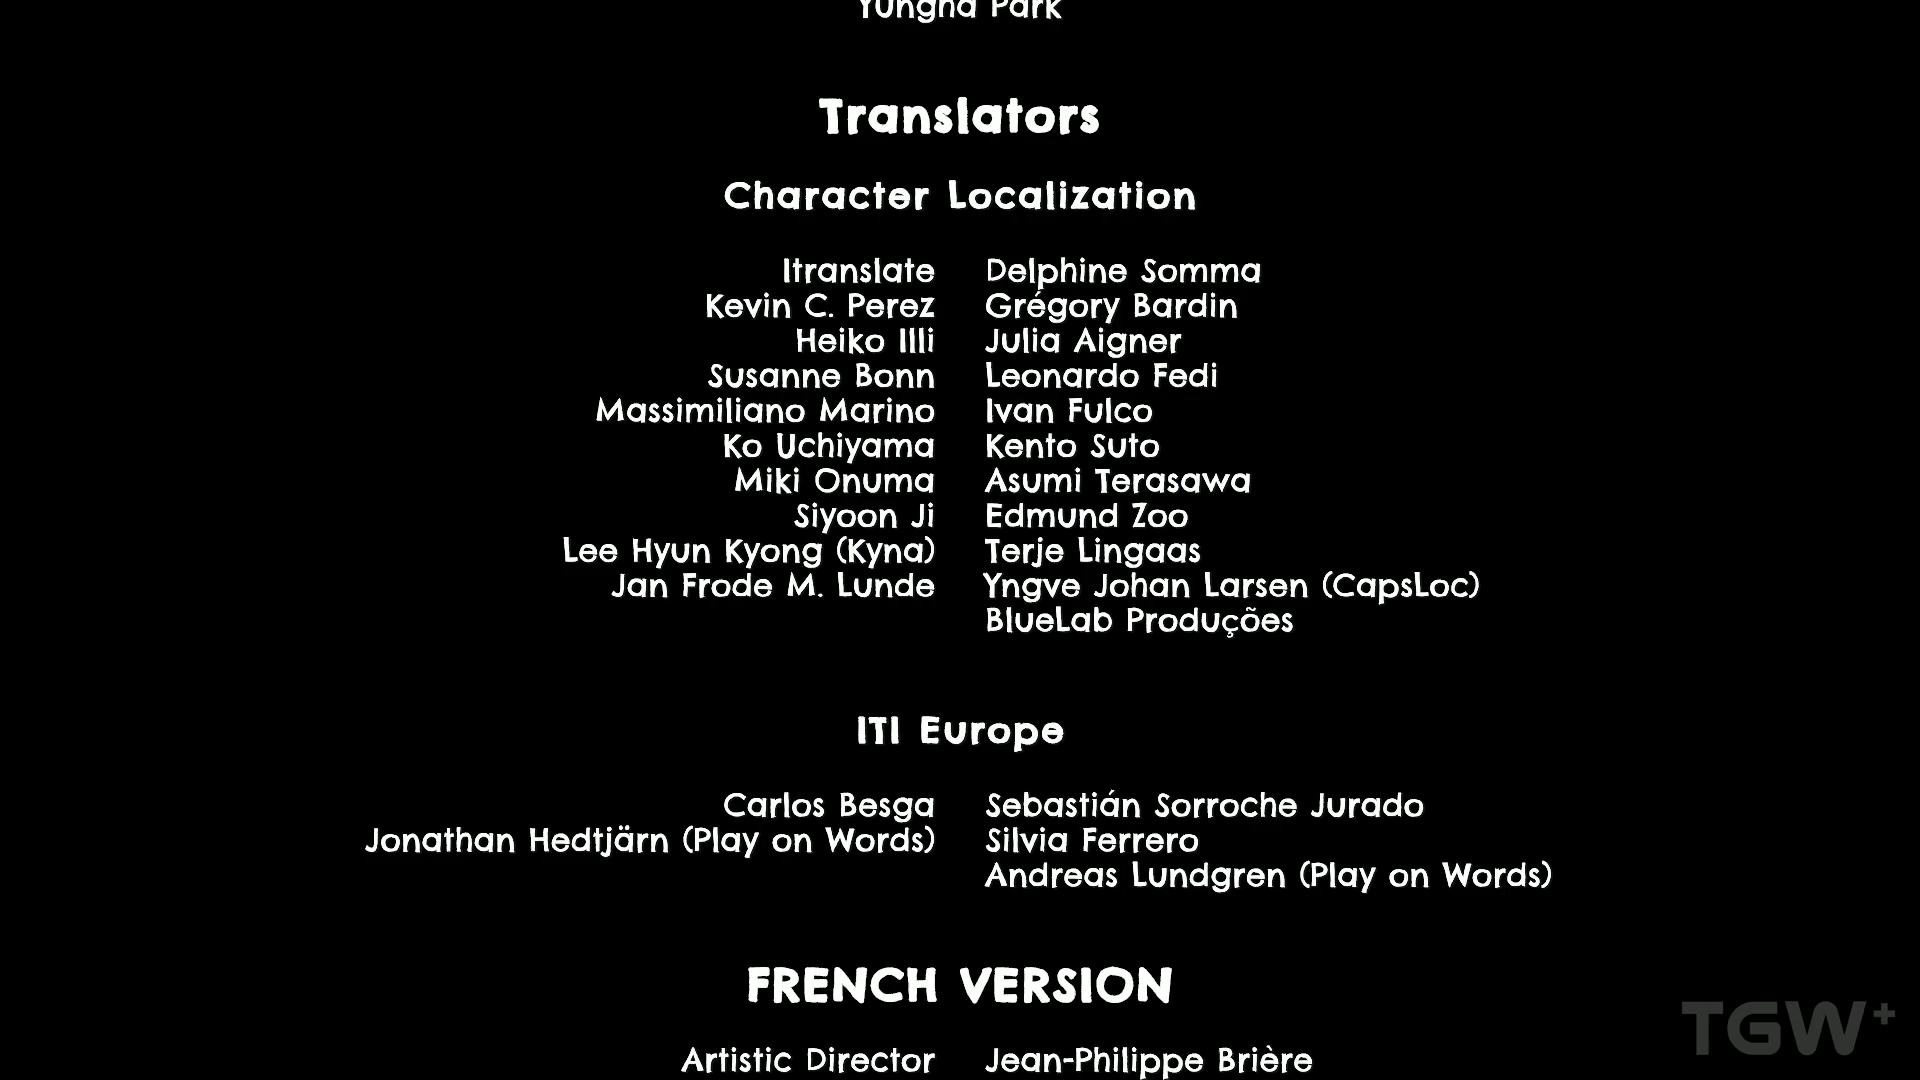 Yungha Park
Translators
Character Localization
Itranslate Delphine Somma
Kevin C. Perez Grégory Bardin
Heiko Illi Julia Aigner
Susanne Bonn Leonardo Fedi
Massimiliano Marino Ivan Fulco
Ko Uchiyama Kento Suto
Miki Onuma Asumi Terasawa
Siyoon Ji Edmund Zoo
Lee Hyun Kyong (Kyna) Terje Lingaas
Jan Frode M. Lunde Yngve Johan Larsen (CapsLoc)
BlueLab Produções
ITI Europe
Carlos Besga Sebastián Sorroche Jurado
Jonathan Hedtjärn (Play on Words) Silvia Ferrero
Andreas Lundgren (Play on Words)
FRENCH VERSION
Artistic Director Jean-Philippe Brière
TGW+